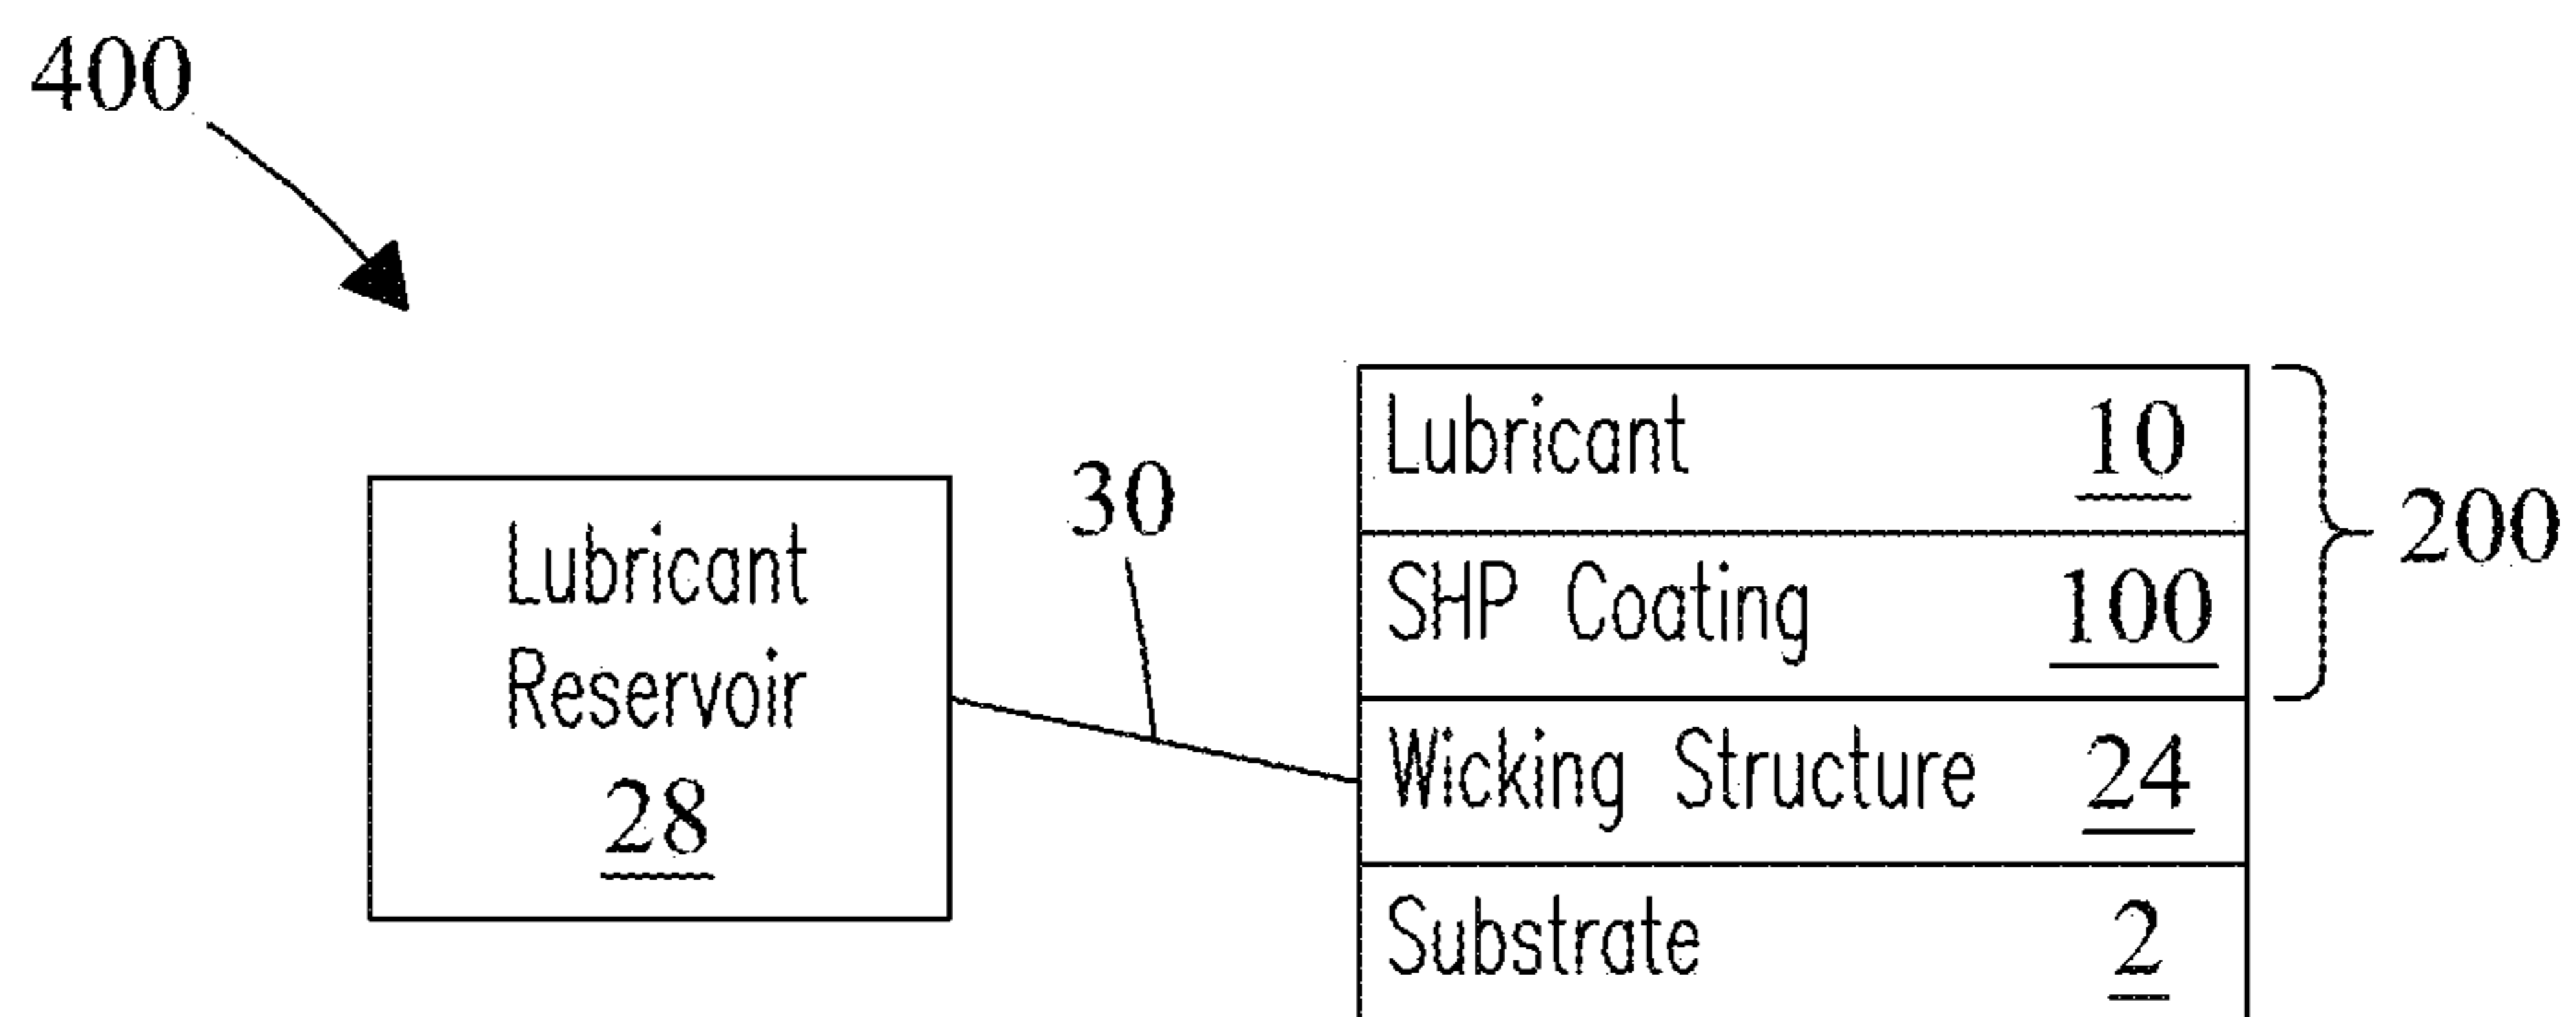 400
Lubricant 10
30
Lubricant
Reservoir
28
SHP Coating 100
200
Wicking Structure 24
Substrate 2